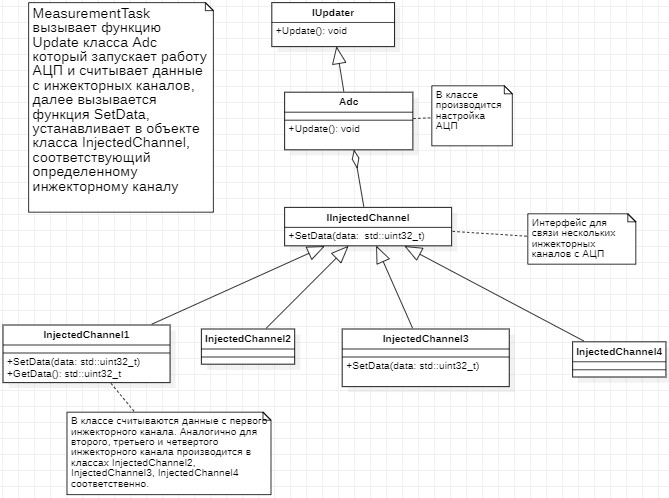 MeasurementTask
вызывает функцию
Update класса Adc
который запускает работу
АЦП и считывает данные
с инжекторных каналов,
далее вызывается
функция SetData,
устанавливает в объекте
класса InjectedChannel,
соответствующий
определенному
инжекторному каналу
IUpdater
+Update(): void
Adc
+Update(): void
В классе
производится
настройка
АЦП
IInjectedChannel
+SetData(data: std::uint32_t)
Интерфейс для
связи нескольких
инжекторных
каналов с АЦП
InjectedChannel1
+SetData(data: std::uint32_t)
+GetData(): std::uint32_t
InjectedChannel2
InjectedChannel3
+SetData(data: std::uint32_t)
InjectedChannel4
В классе считываются данные с первого
инжекторного канала. Аналогично для
второго, третьего и четвертого
инжекторного канала производится в
классах InjectedChannel2,
InjectedChannel3, InjectedChannel4
соответственно.